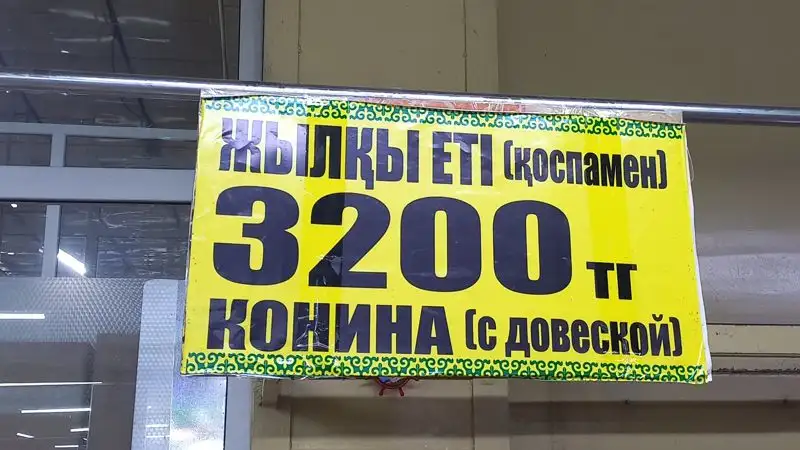 ЖЫЛҚЫ ЕТІ (қоспамен)
3200 тг
КОНИНА (с довеской)